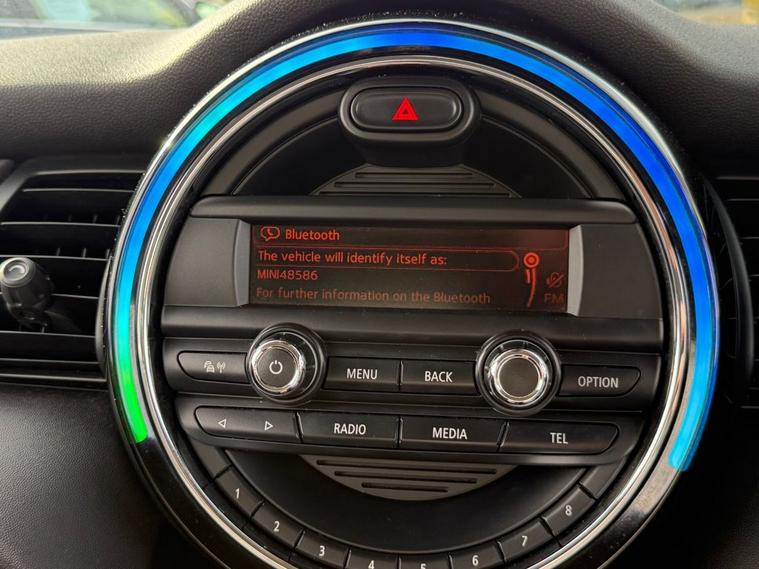 Bluetooth
The vehicle will identify itself as:
MINI48586
For further information on the Bluetooth
FM
MENU
BACK
OPTION
RADIO
MEDIA
TEL
1
2
3
4
5
6
7
8